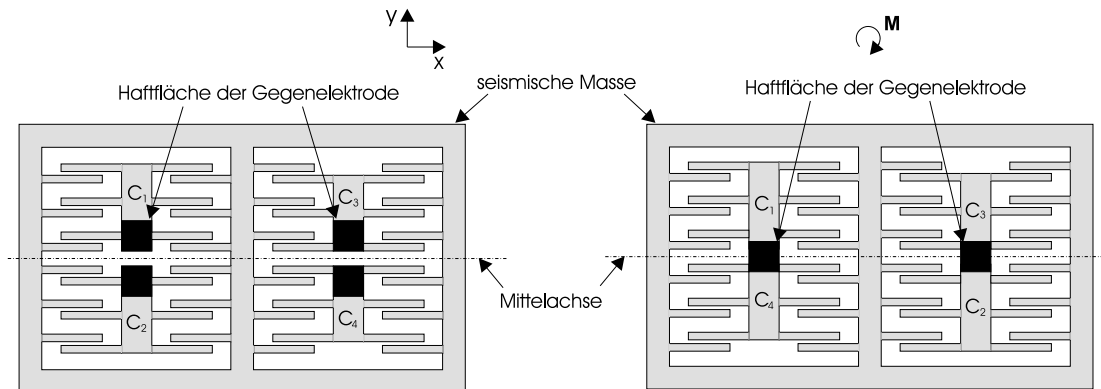 y
x
M
Haftfläche der Gegenelektrode
seismische Masse
Haftfläche der Gegenelektrode
C1
C3
C2
C4
Mittelachse
C1
C3
C4
C2